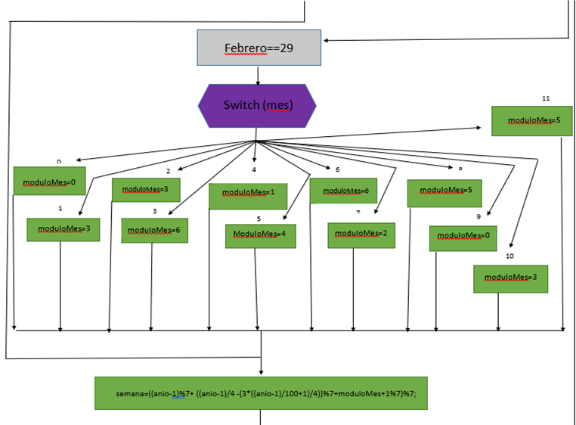 Febrero==29
Switch (mes)
11
moduloMes=5
0
moduloMes=0
2
moduloMes=3
4
moduloMes=1
6
moduloMes=6
8
moduloMes=5
1
moduloMes=3
3
moduloMes=6
5
ModuloMes=4
7
moduloMes=2
9
moduloMes=0
10
moduloMes=3
semana=((anio-1)%7+ ((anio-1)/4 -(3*((anio-1)/100+1)/4))%7+moduloMes+1%7)%7;